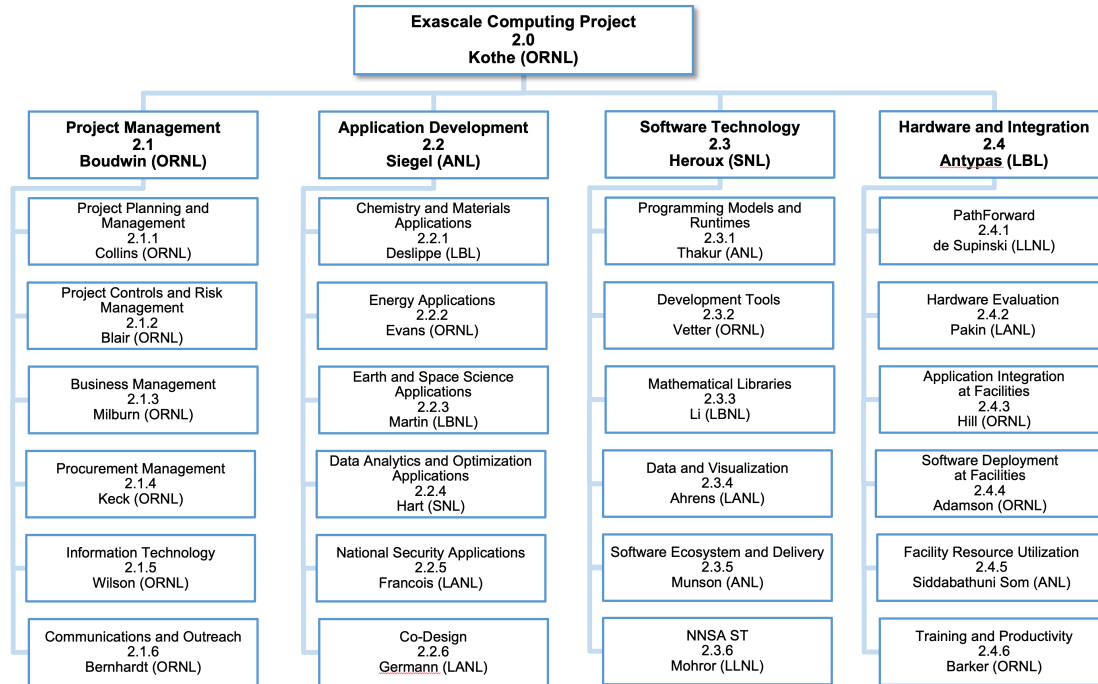 Exascale Computing Project
2.0
Kothe (ORNL)
Project Management
2.1
Boudwin (ORNL)
Application Development
2.2
Siegel (ANL)
Software Technology
2.3
Heroux (SNL)
Hardware and Integration
2.4
Antypas (LBL)
Project Planning and
Management
2.1.1
Collins (ORNL)
Project Controls and Risk
Management
2.1.2
Blair (ORNL)
Business Management
2.1.3
Milburn (ORNL)
Procurement Management
2.1.4
Keck (ORNL)
Information Technology
2.1.5
Wilson (ORNL)
Communications and Outreach
2.1.6
Bernhardt (ORNL)
Chemistry and Materials
Applications
2.2.1
Deslippe (LBL)
Energy Applications
2.2.2
Evans (ORNL)
Earth and Space Science
Applications
2.2.3
Martin (LBNL)
Data Analytics and Optimization
Applications
2.2.4
Hart (SNL)
National Security Applications
2.2.5
Francois (LANL)
Co-Design
2.2.6
Germann (LANL)
Programming Models and
Runtimes
2.3.1
Thakur (ANL)
Development Tools
2.3.2
Vetter (ORNL)
Mathematical Libraries
2.3.3
Li (LBNL)
Data and Visualization
2.3.4
Ahrens (LANL)
Software Ecosystem and Delivery
2.3.5
Munson (ANL)
NNSA ST
2.3.6
Mohror (LLNL)
PathForward
2.4.1
de Supinski (LLNL)
Hardware Evaluation
2.4.2
Pakin (LANL)
Application Integration
at Facilities
2.4.3
Hill (ORNL)
Software Deployment
at Facilities
2.4.4
Adamson (ORNL)
Facility Resource Utilization
2.4.5
Siddabathuni Som (ANL)
Training and Productivity
2.4.6
Barker (ORNL)